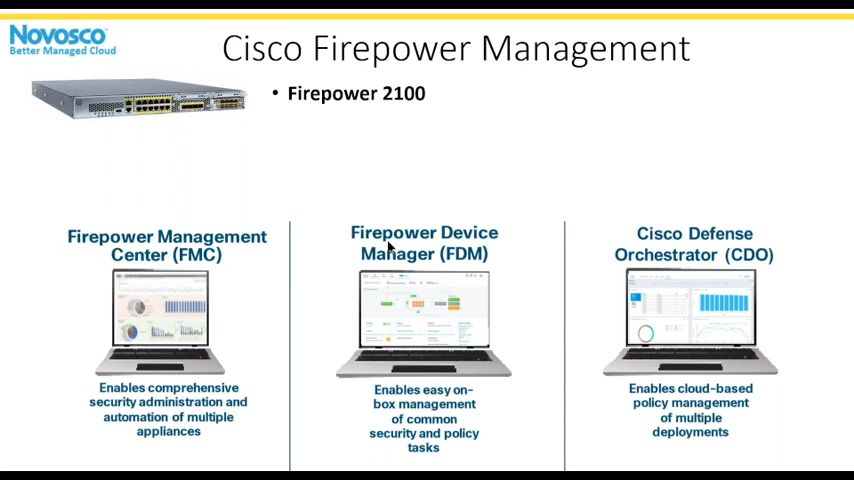 Novosco
Better Managed Cloud
Cisco Firepower Management
• Firepower 2100
Firepower Management
Center (FMC)
Enables comprehensive
security administration and
automation of multiple
appliances
Firepower Device
Manager (FDM)
Enables easy on-
box management
of common
security and policy
tasks
Cisco Defense
Orchestrator (CDO)
Enables cloud-based
policy management
of multiple
deployments